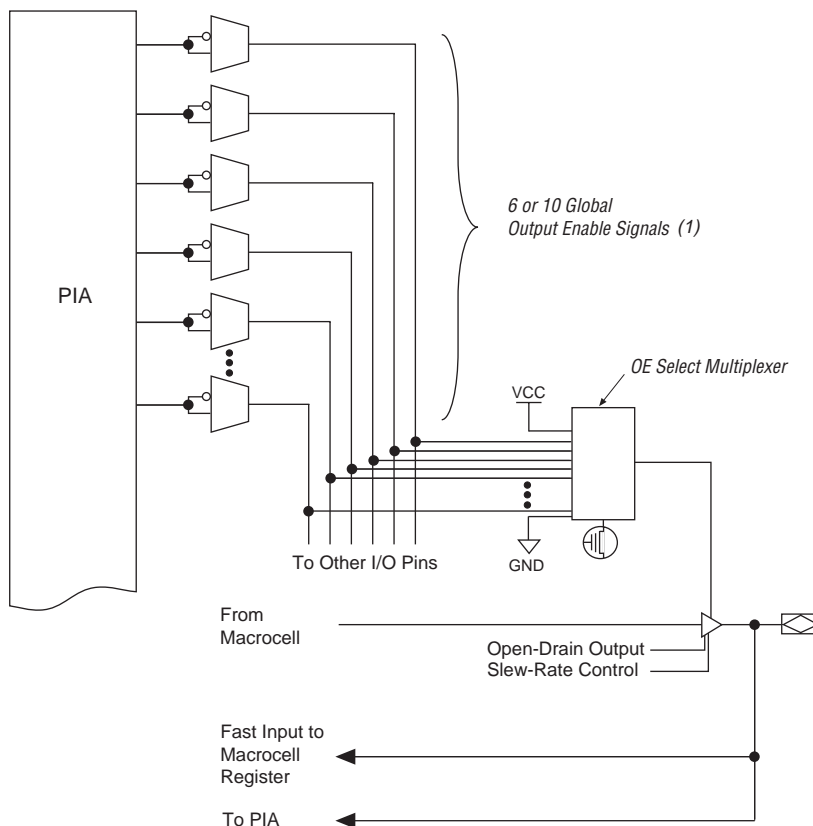 6 or 10 Global
Output Enable Signals (1)
PIA
OE Select Multiplexer
VCC
To Other I/O Pins
GND
From
Macrocell
Open-Drain Output
Slew-Rate Control
Fast Input to
Macrocell
Register
To PIA